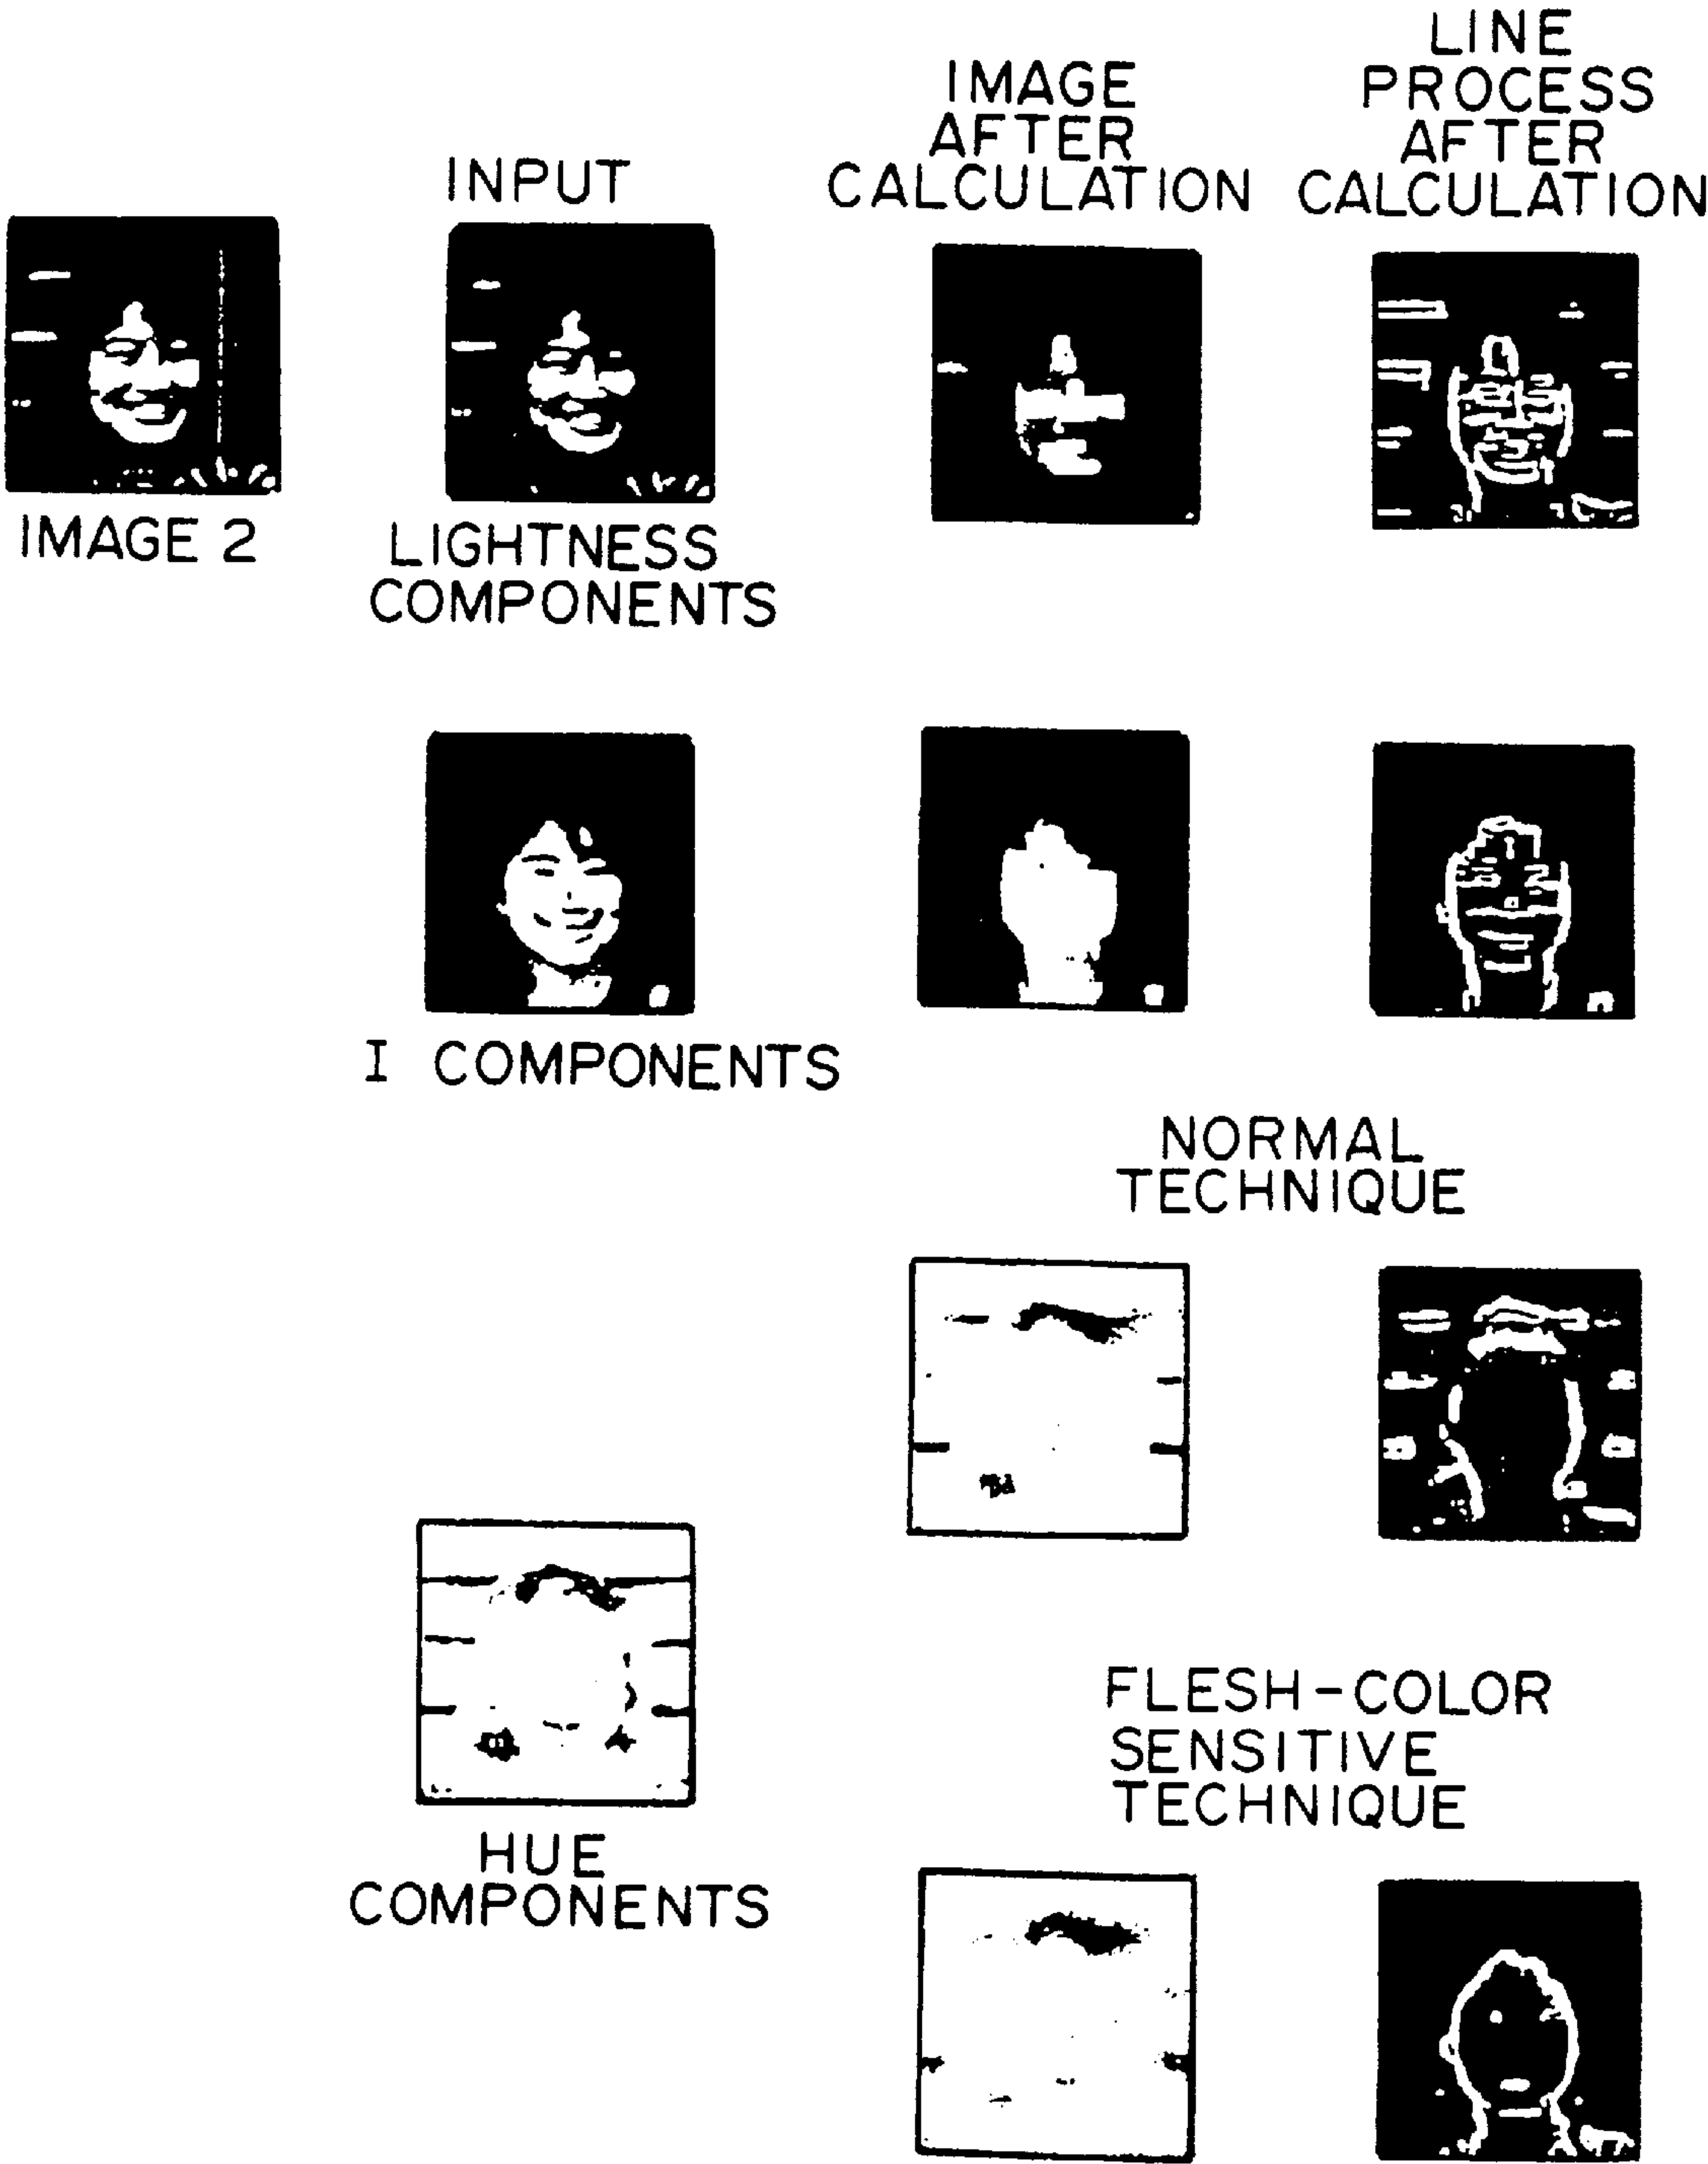 INPUT
IMAGE
AFTER
CALCULATION
LINE
PROCESS
AFTER
CALCULATION
IMAGE 2
LIGHTNESS
COMPONENTS
I COMPONENTS
NORMAL
TECHNIQUE
HUE
COMPONENTS
FLESH-COLOR
SENSITIVE
TECHNIQUE